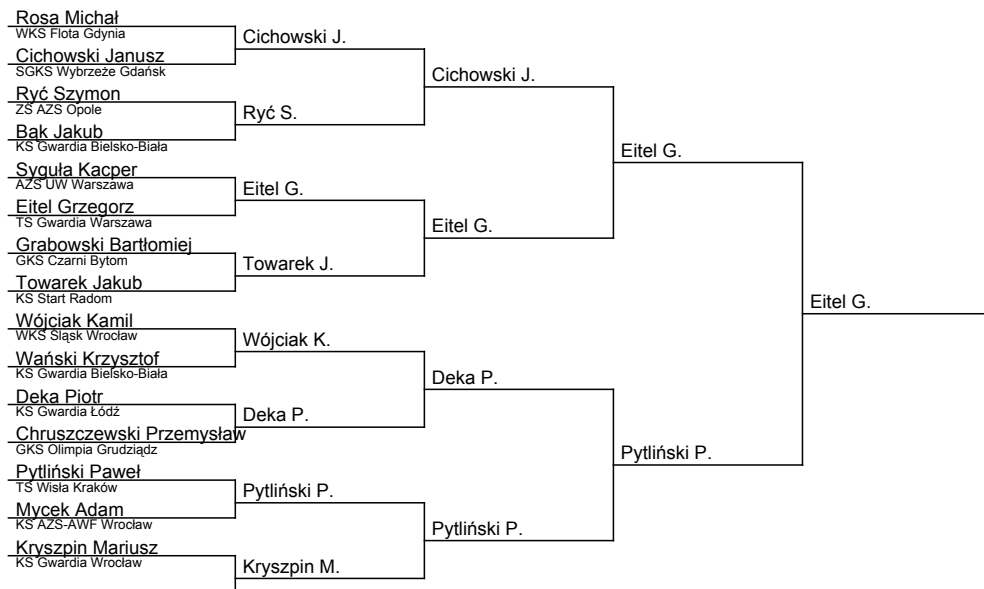 Rosa Michał
WKS Flota Gdynia
Cichowski Janusz
SGKS Wybrzeże Gdańsk
Ryć Szymon
ZS AZS Opole
Bąk Jakub
KS Gwardia Bielsko-Biała
Syguła Kacper
AZS UW Warszawa
Eitel Grzegorz
TS Gwardia Warszawa
Grabowski Bartłomiej
GKS Czarni Bytom
Towarek Jakub
KS Start Radom
Wójciak Kamil
WKS Śląsk Wrocław
Wański Krzysztof
KS Gwardia Bielsko-Biała
Deka Piotr
KS Gwardia Łódź
Chruszczewski Przemysław
GKS Olimpia Grudziądz
Pytliński Paweł
TS Wisła Kraków
Mycek Adam
KS AZS-AWF Wrocław
Kryszpin Mariusz
KS Gwardia Wrocław
Cichowski J.
Ryć S.
Eitel G.
Towarek J.
Wójciak K.
Deka P.
Pytliński P.
Kryszpin M.
Cichowski J.
Eitel G.
Deka P.
Pytliński P.
Eitel G.
Pytliński P.
Eitel G.